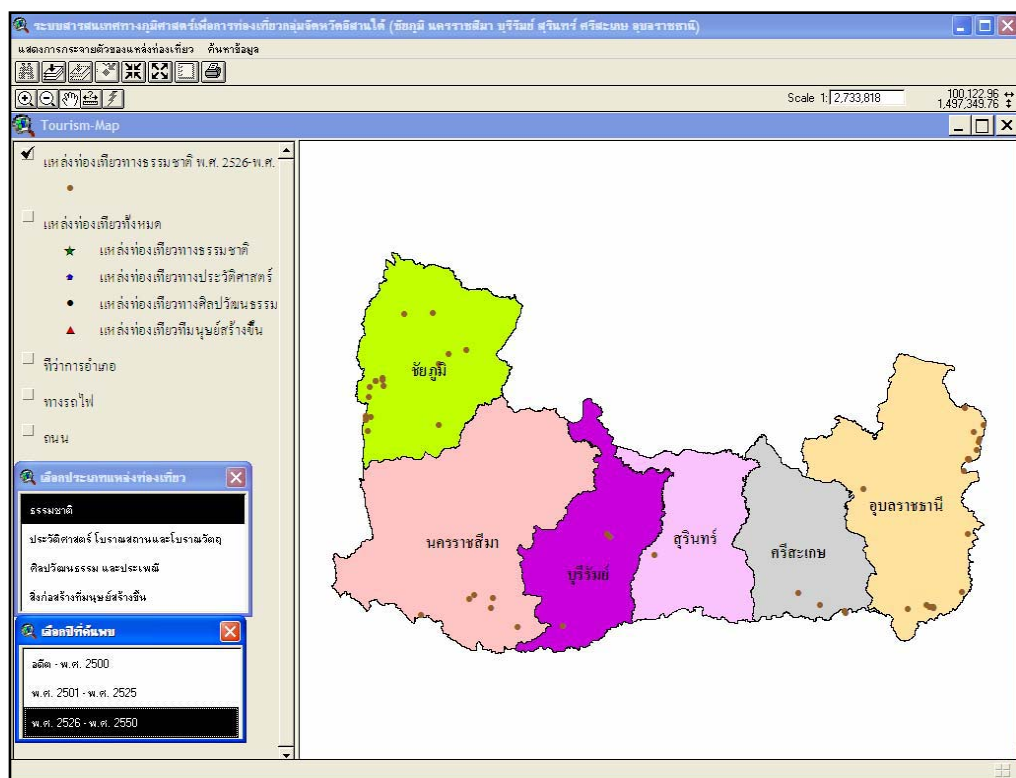 ระบบสารสนเทศทางภูมิศาสตร์เพื่อการท่องเที่ยวกลุ่มจังหวัดอีสานใต้ (ชัยภูมิ นครราชสีมา บุรีรัมย์ สุรินทร์ ศรีสะเกษ อุบลราชธานี)
แสดงการกระจายตัวของแหล่งท่องเที่ยว ค้นหาข้อมูล
Scale 1: 2,733,818
100,122.96
1,497,349.76
Tourism-Map
แหล่งท่องเที่ยวทางธรรมชาติ พ.ศ. 2526-พ.ศ.
แหล่งท่องเที่ยวทั้งหมด
แหล่งท่องเที่ยวทางธรรมชาติ
แหล่งท่องเที่ยวทางประวัติศาสตร์
แหล่งท่องเที่ยวทางศิลปวัฒนธรรม
แหล่งท่องเที่ยวที่มนุษย์สร้างขึ้น
ที่ว่าการอำเภอ
ทางรถไฟ
ถนน
เลือกประเภทแหล่งท่องเที่ยว
ธรรมชาติ
ประวัติศาสตร์ โบราณสถานและโบราณวัตถุ
ศิลปวัฒนธรรม และประเพณี
สิ่งก่อสร้างที่มนุษย์สร้างขึ้น
เลือกปีที่ค้นพบ
อดีต - พ.ศ. 2500
พ.ศ. 2501 - พ.ศ. 2525
พ.ศ. 2526 - พ.ศ. 2550
ชัยภูมิ
นครราชสีมา
บุรีรัมย์
สุรินทร์
ศรีสะเกษ
อุบลราชธานี